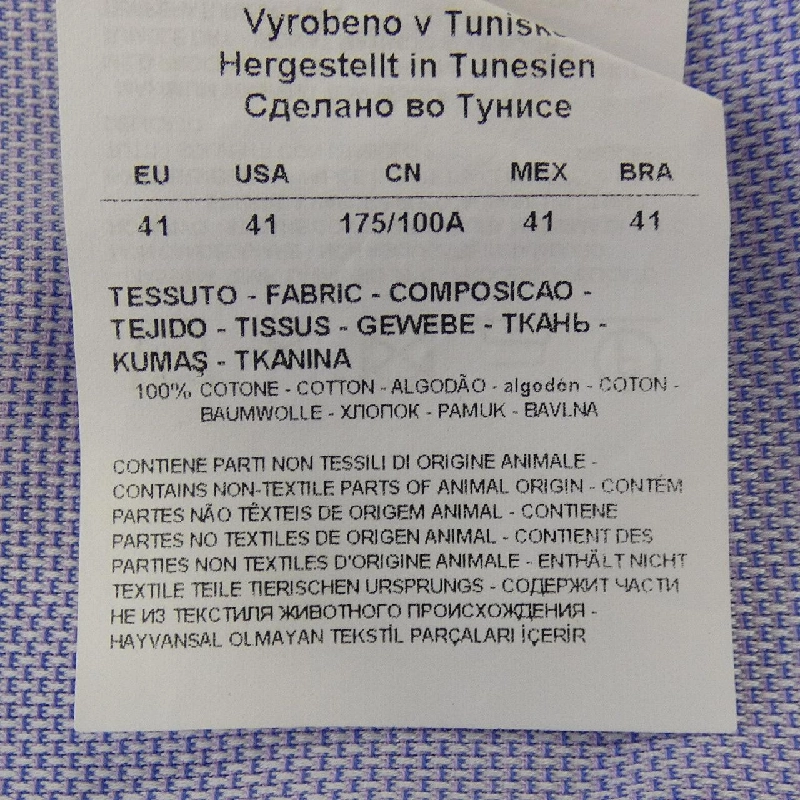 Vyrobeno v Tunisku
Hergestellt in Tunesien
Сделано во Тунисе
EU USA CN MEX BRA
41 41 175/100A 41 41
TESSUTO - FABRIC - COMPOSICAO -
TEJIDO - TISSUS - GEWEBE - ТКАНЬ -
KUMAŞ - TKANINA
100% COTONE - COTTON - ALGODÃO - algodón - COTON -
BAUMWOLLE - ХЛОПОК - PAMUK - BAVLNA
CONTIENE PARTI NON TESSILI DI ORIGINE ANIMALE -
CONTAINS NON-TEXTILE PARTS OF ANIMAL ORIGIN - CONTÉM
PARTES NÃO TÊXTEIS DE ORIGEM ANIMAL - CONTIENE
PARTES NO TEXTILES DE ORIGEN ANIMAL - CONTIENT DES
PARTIES NON TEXTILES D'ORIGINE ANIMALE - ENTHÄLT NICHT
TEXTILE TEILE TIERISCHEN URSPRUNGS - СОДЕРЖИТ ЧАСТИ
НЕ ИЗ ТЕКСТИЛЯ ЖИВОТНОГО ПРОИСХОЖДЕНИЯ -
HAYVANSAL OLMAYAN TEKSTİL PARÇALARI İÇERİR